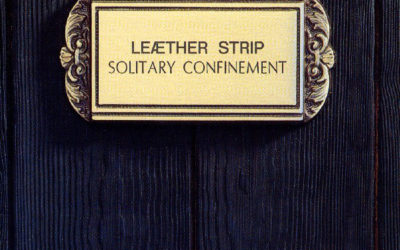 LEÆTHER STRIP
SOLITARY CONFINEMENT